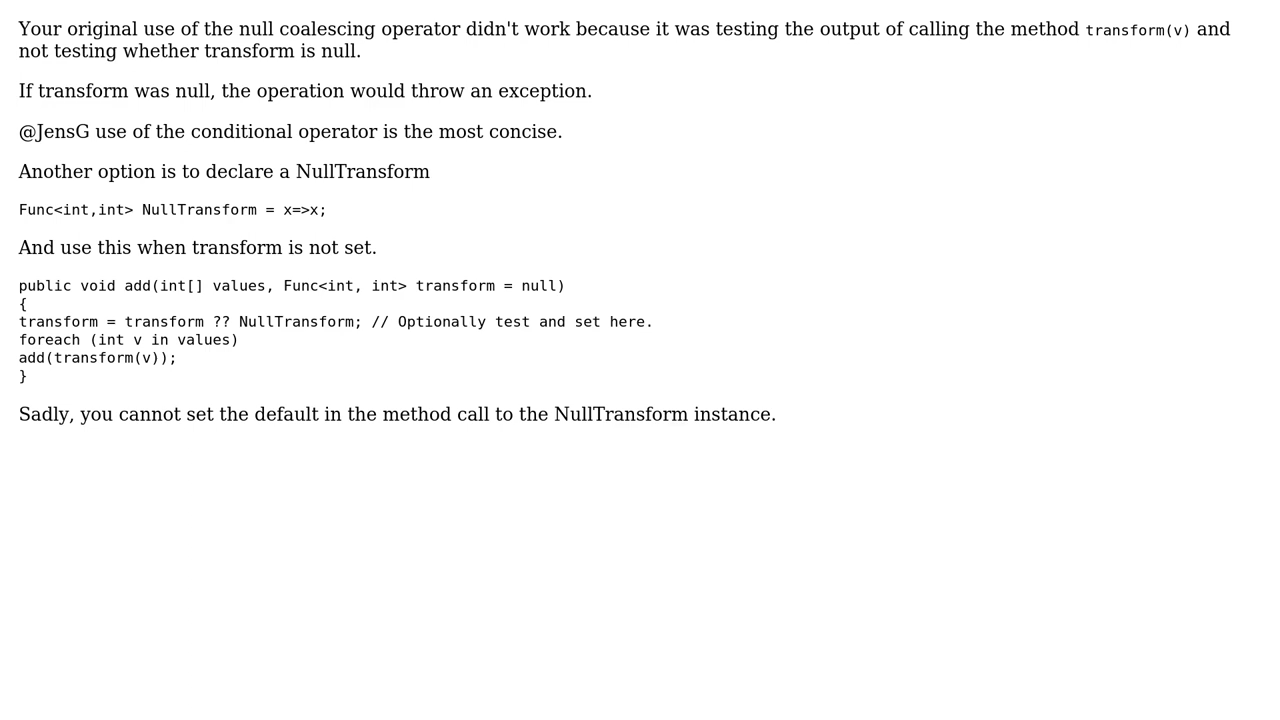 Your original use of the null coalescing operator didn't work because it was testing the output of calling the method transform(v) and
not testing whether transform is null.
If transform was null, the operation would throw an exception.
@JensG use of the conditional operator is the most concise.
Another option is to declare a NullTransform
Func<int,int> NullTransform = x=>x;
And use this when transform is not set.
public void add(int[] values, Func<int, int> transform = null)
{
transform = transform ?? NullTransform; // Optionally test and set here.
foreach (int v in values)
add(transform(v));
}
Sadly, you cannot set the default in the method call to the NullTransform instance.